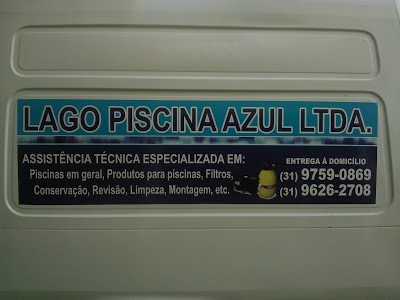 LAGO PISCINA AZUL LTDA.
ASSISTÊNCIA TÉCNICA ESPECIALIZADA EM:
Piscinas em geral, Produtos para piscinas, Filtros,
Conservação, Revisão, Limpeza, Montagem, etc.
ENTREGA À DOMICÍLIO
(31) 9759-0869
(31) 9626-2708